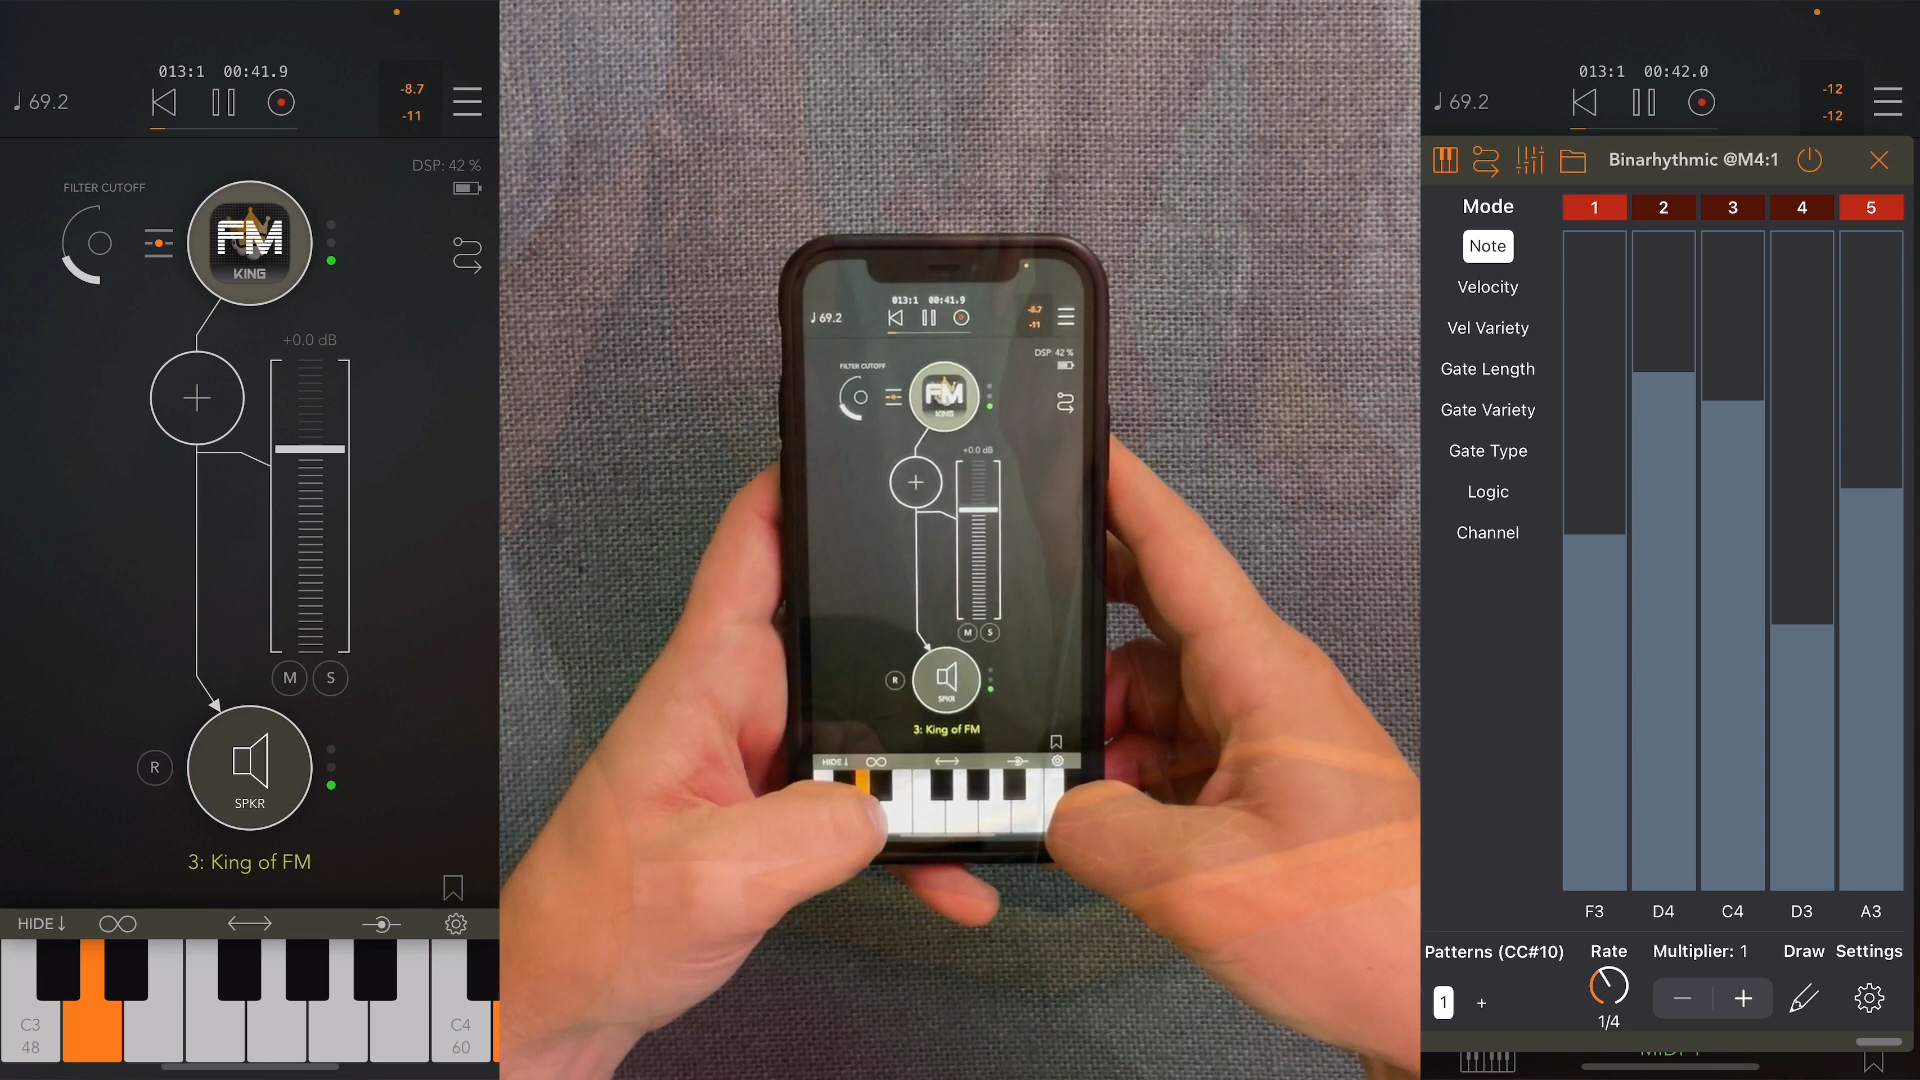 013:1 00:41.9
69.2
-8.7
-11
DSP: 42 %
FILTER CUTOFF
FM
KING
+0.0 dB
M S
R
SPKR
3: King of FM
HIDE↓
C3
48
C4
60
013:1 00:41.9
69.2
-8.7
-11
DSP: 42 %
FILTER CUTOFF
FM
KING
+0.0 dB
M S
R
SPKR
3: King of FM
HIDE↓
013:1 00:42.0
69.2
-12
-12
Binarhythmic @M4:1
Mode 1 2 3 4 5
Note
Velocity
Vel Variety
Gate Length
Gate Variety
Gate Type
Logic
Channel
F3 D4 C4 D3 A3
Patterns (CC#10) Rate Multiplier: 1 Draw Settings
1 + − +
1/4